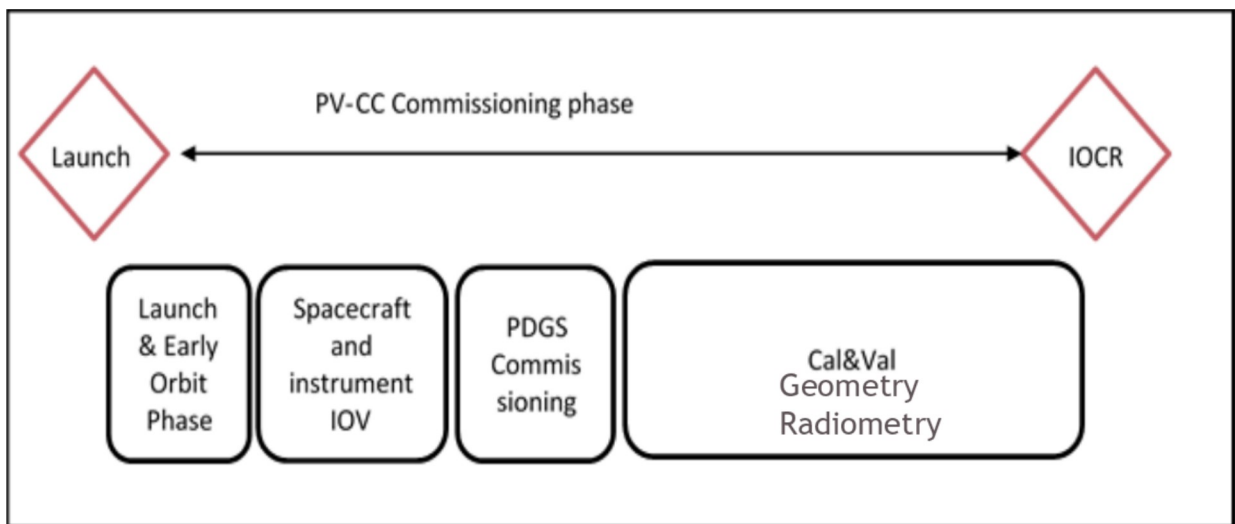 PV-CC Commissioning phase
Launch
IOCR
Launch
& Early
Orbit
Phase
Spacecraft
and
instrument
IOV
PDGS
Commis
sioning
Cal&Val
Geometry
Radiometry